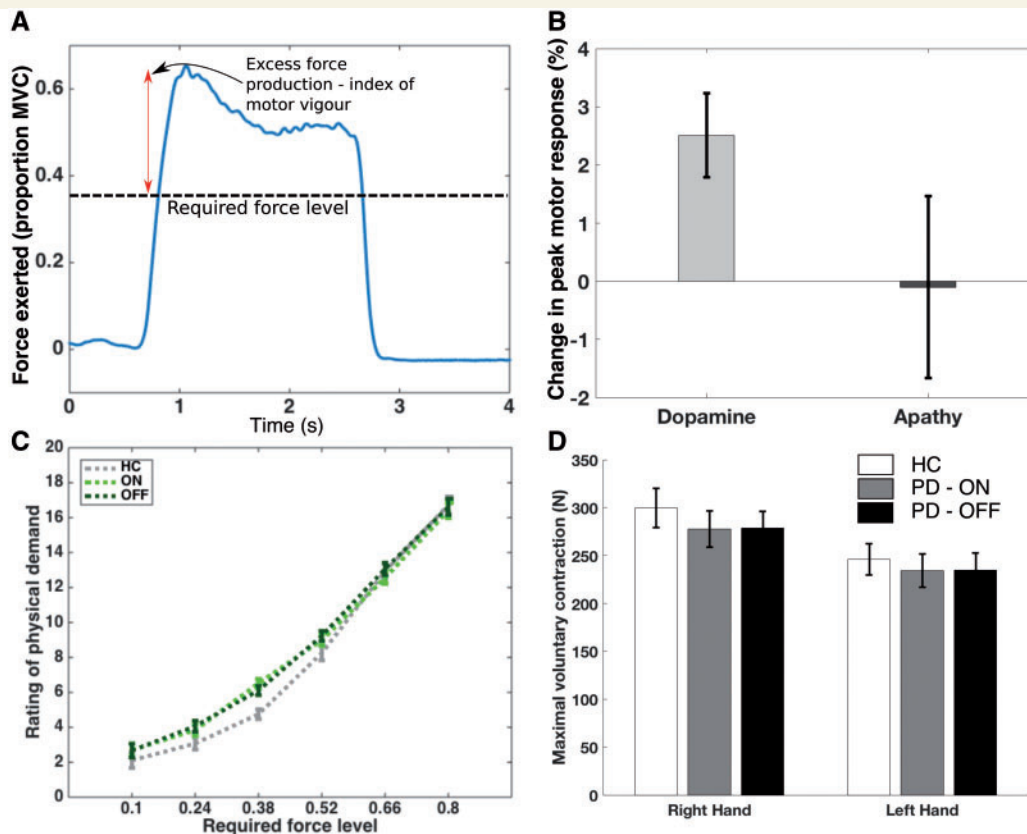 A
Force exerted (proportion MVC)
0.6
0.4
0.2
0
Excess force
production - index of
motor vigour
Required force level
0
1
2
3
4
Time (s)
B
Change in peak motor response (%)
4
3
2
1
0
-1
-2
Dopamine
Apathy
C
Rating of physical demand
20
18
16
14
12
10
8
6
4
2
0
HC
ON
OFF
0.1
0.24
0.38
0.52
0.66
0.8
Required force level
D
Maximal voluntary contraction (N)
350
300
250
200
150
100
50
0
HC
PD - ON
PD - OFF
Right Hand
Left Hand